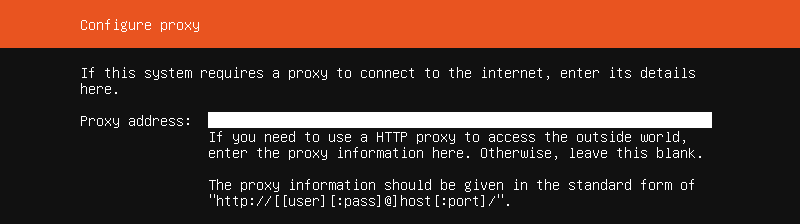 Configure proxy
If this system requires a proxy to connect to the internet, enter its details
here.
Proxy address:
If you need to use a HTTP proxy to access the outside world,
enter the proxy information here. Otherwise, leave this blank.
The proxy information should be given in the standard form of
"http://[[user][:pass]@]host[:port]/".